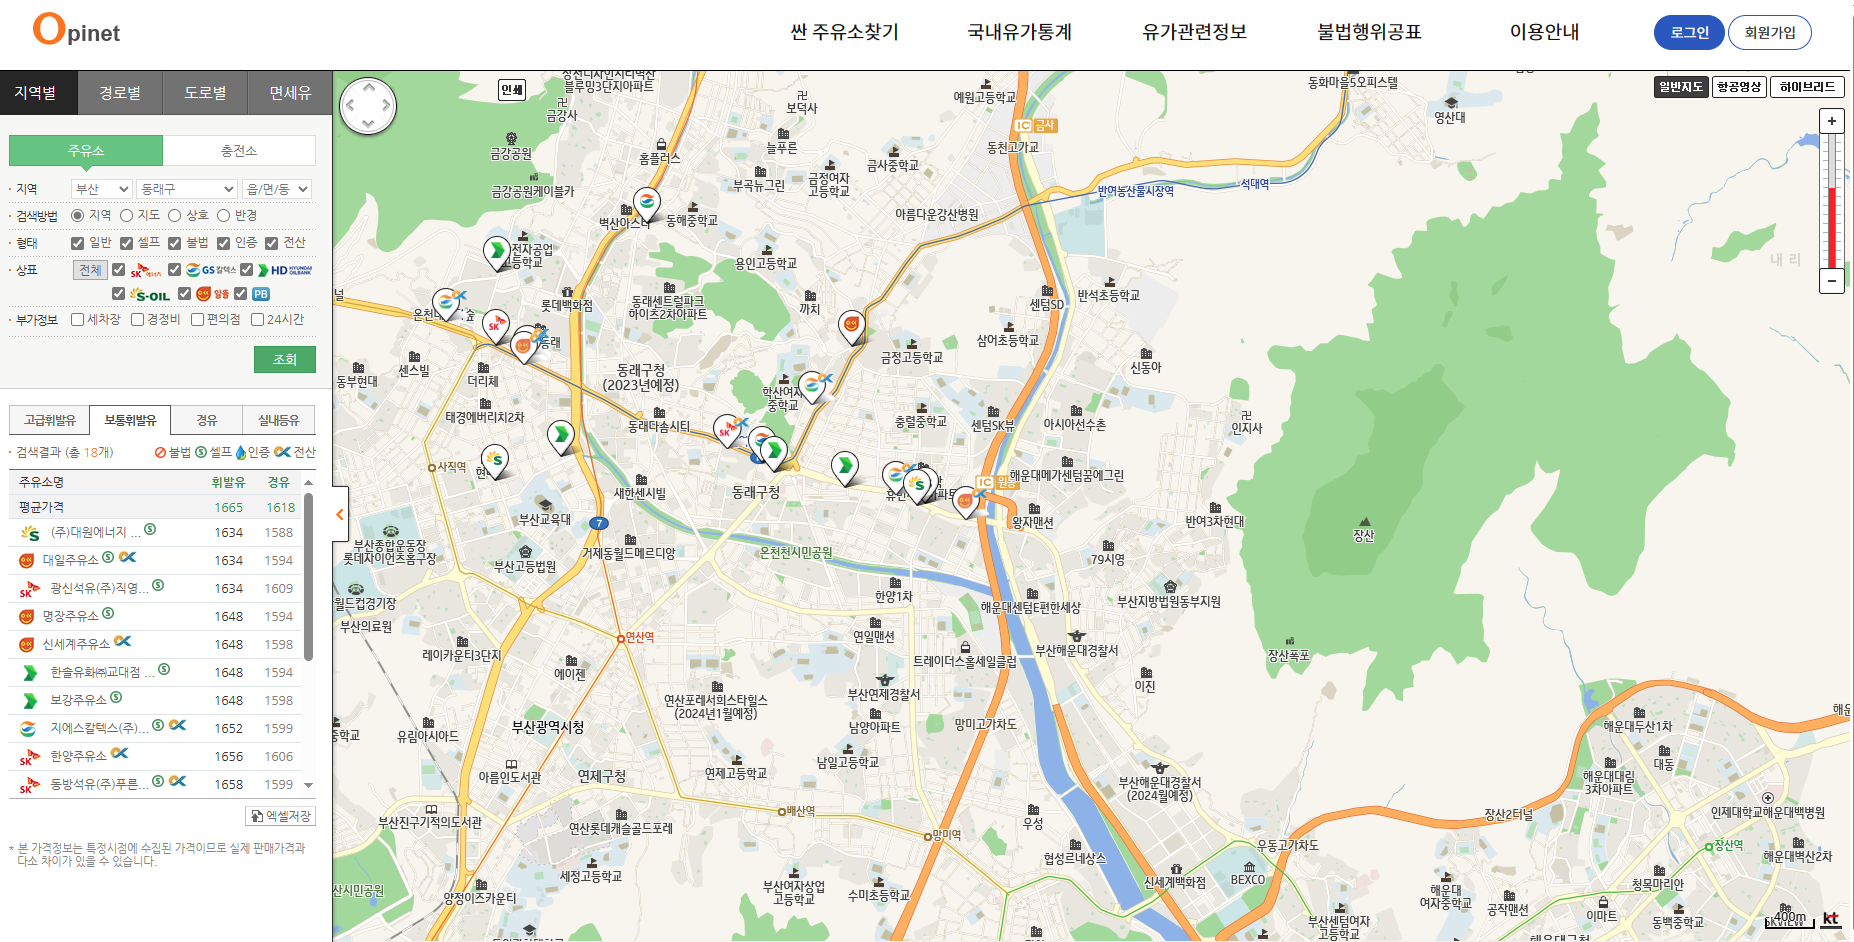 Opinet
싼 주유소찾기
국내유가통계
유가관련정보
불법행위공표
이용안내
로그인
회원가입
지역별
경로별
도로별
면세유
주유소
충전소
지역
부산
동래구
읍/면/동
검색방법
지역
지도
상호
반경
형태
일반
셀프
불법
인증
전산
상표
전체
SK에너지
GS칼텍스
HD HYUNDAI OILBANK
S-OIL
알뜰
PB
부가정보
세차장
경정비
편의점
24시간
조회
고급휘발유
보통휘발유
경유
실내등유
검색결과 (총 18개)
불법
셀프
인증
전산
주유소명 휘발유 경유
평균가격 1665 1618
(주)대원에너지 ... 1634 1588
대일주유소 1634 1594
광신석유(주)직영... 1634 1609
명장주유소 1648 1594
신세계주유소 1648 1598
한솔유화㈜교대점 ... 1648 1594
보강주유소 1648 1598
지에스칼텍스(주)... 1652 1599
한양주유소 1656 1606
동방석유(주)푸른... 1658 1599
엑셀저장
* 본 가격정보는 특정시점에 수집된 가격이므로 실제 판매가격과
다소 차이가 있을 수 있습니다.
인쇄
일반지도
항공영상
하이브리드
블루밍3단지아파트
금강사
보덕사
예원고등학교
IC 금사
동화마을5오피스텔
영산대
금강공원
홈플러스
늘푸른
동천고가교
금사중학교
금강공원케이블카
부곡뉴그린
금정여자
고등학교
반여농산물시장역
석대역
벽산아스타
동해중학교
아름다운강산병원
전자공업
고등학교
용인고등학교
내 리
롯데백화점
동래센트럴파크
하이츠2차아파트
까치
센텀SD
반석초등학교
동래
금정고등학교
삼어초등학교
동부현대
센스빌
더리체
동래구청
(2023년예정)
신동아
학산여자
중학교
태경에버리치2차
동래다솜시티
충렬중학교
센텀SK뷰
아시아선수촌
인지사
사직역
새한센시빌
동래구청
IC 원동
해운대메가센텀꿈에그린
부산교육대
7
왕자맨션
반여3차현대
장산
부산종합운동장
롯데자이언츠홈구장
부산고등법원
거제동월드메르디앙
온천천시민공원
79시영
월드컵경기장
한양1차
해운대센텀E편한세상
부산지방법원동부지원
부산의료원
연산역
연일맨션
부산해운대경찰서
레이카운티3단지
에이젠
트레이더스홀세일클럽
장산폭포
이진
연산포레서희스타힐스
(2024년1월예정)
부산연제경찰서
부산광역시청
유림아시아드
남양아파트
망미고가차도
해운대두산1차
중학교
아름인도서관
연제구청
연제고등학교
남일고등학교
대동
해운대대림
3차아파트
부산해운대경찰서
(2024년예정)
부산진구기적의도서관
연산롯데캐슬골드포레
배산역
망미역
우성
장산2터널
인제대학교해운대백병원
협성르네상스
우동고가차도
장산역
해운대벽산2차
세정고등학교
부산여자상업
고등학교
수미초등학교
신세계백화점
BEXCO
청목마리안
양정이즈카운티
해운대
여자중학교
공작맨션
이마트
동백중학교
부산센텀여자
고등학교
해운대구청
400m
kt